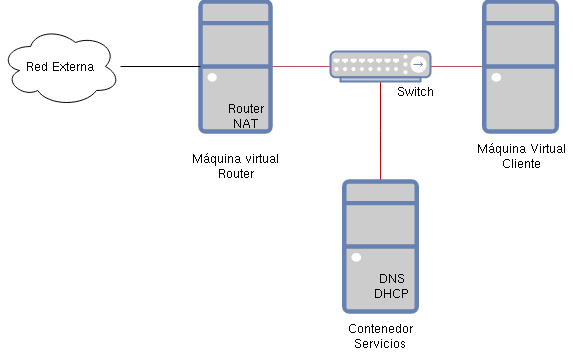 Red Externa
Router
NAT
Máquina virtual
Router
Switch
Máquina Virtual
Cliente
DNS
DHCP
Contenedor
Servicios